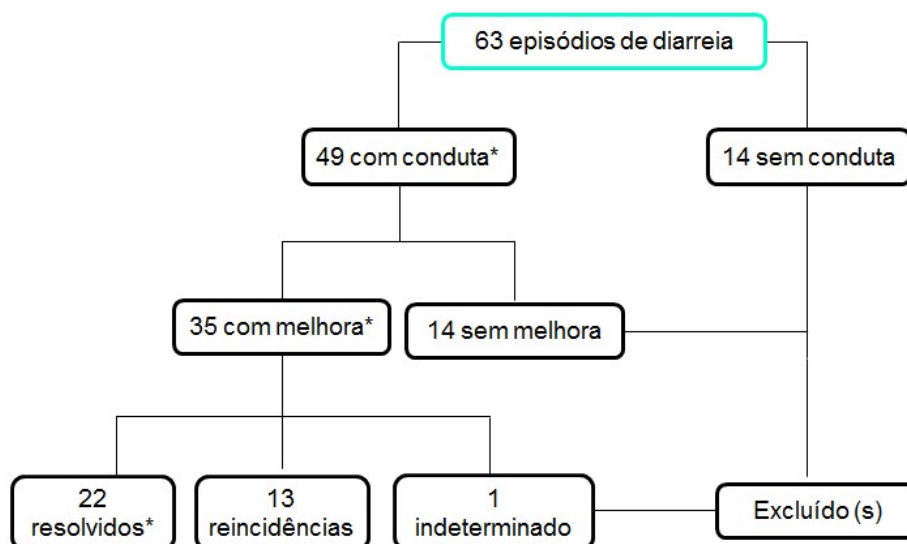 63 episódios de diarreia
49 com conduta*
14 sem conduta
35 com melhora*
14 sem melhora
22
resolvidos*
13
reincidências
1
indeterminado
Excluído (s)